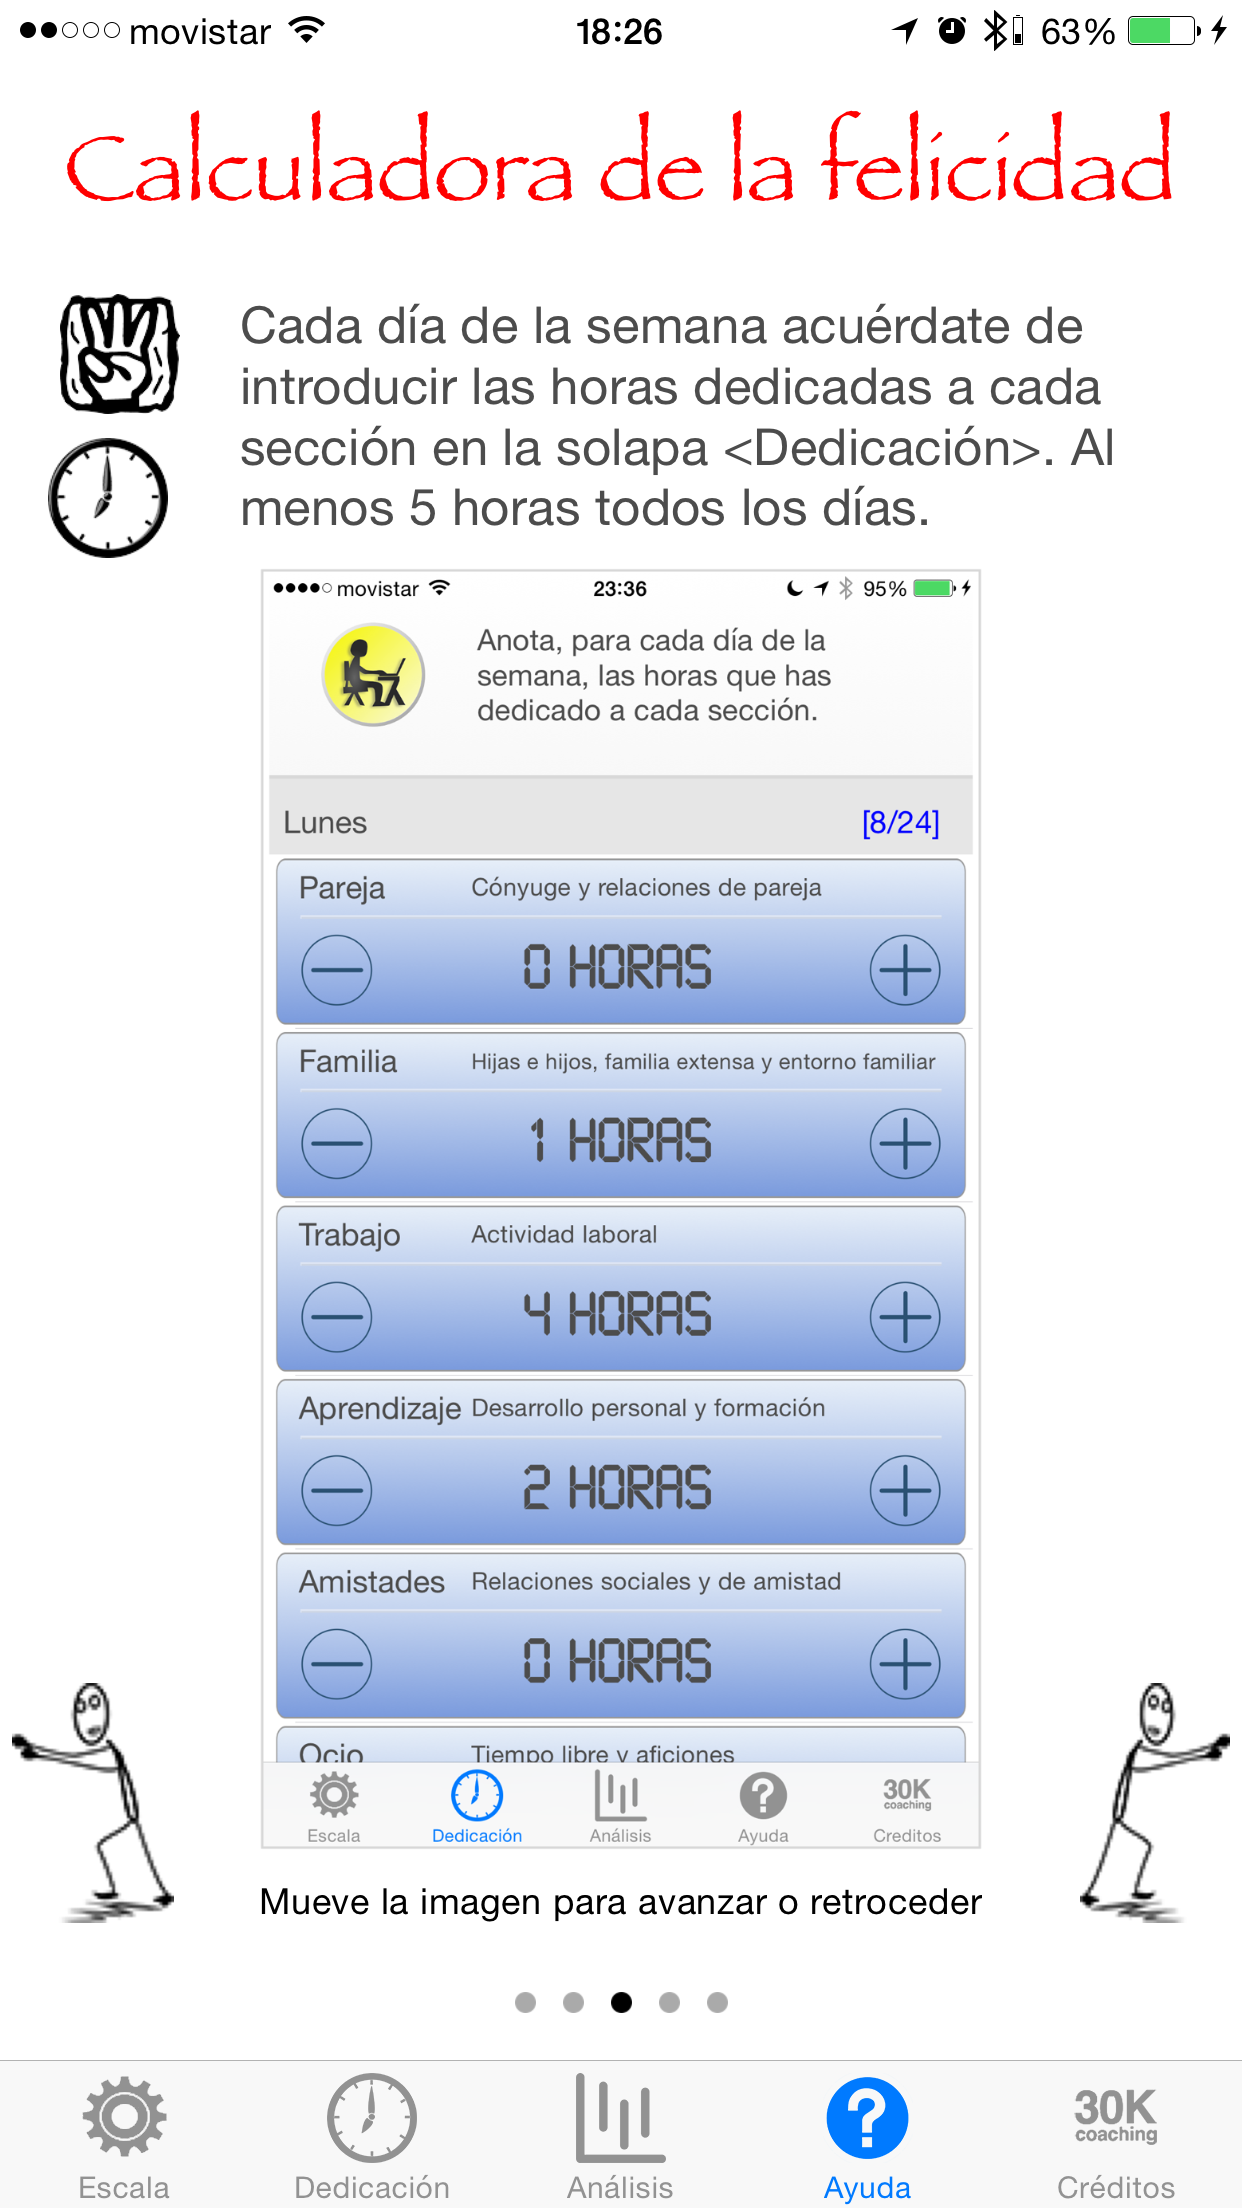 movistar 18:26 63%
Calculadora de la felicidad
Cada día de la semana acuérdate de
introducir las horas dedicadas a cada
sección en la solapa <Dedicación>. Al
menos 5 horas todos los días.
movistar 23:36 95%
Anota, para cada día de la
semana, las horas que has
dedicado a cada sección.
Lunes [8/24]
Pareja Cónyuge y relaciones de pareja
0 HORAS
Familia Hijas e hijos, familia extensa y entorno familiar
1 HORAS
Trabajo Actividad laboral
4 HORAS
Aprendizaje Desarrollo personal y formación
2 HORAS
Amistades Relaciones sociales y de amistad
0 HORAS
Ocio Tiempo libre y aficiones
30K
coaching
Escala Dedicación Análisis Ayuda Creditos
Mueve la imagen para avanzar o retroceder
30K
coaching
Escala Dedicación Análisis Ayuda Créditos